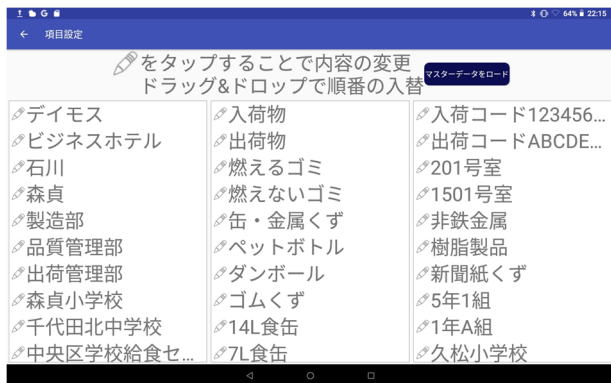 64% 22:15
項目設定
をタップすることで内容の変更
ドラッグ&ドロップで順番の入替
マスターデータをロード
デイモス
ビジネスホテル
石川
森貞
製造部
品質管理部
出荷管理部
森貞小学校
千代田北中学校
中央区学校給食セ...
入荷物
出荷物
燃えるゴミ
燃えないゴミ
缶・金属くず
ペットボトル
ダンボール
ゴムくず
14L食缶
7L食缶
入荷コード123456...
出荷コードABCDE...
201号室
1501号室
非鉄金属
樹脂製品
新聞紙くず
5年1組
1年A組
久松小学校